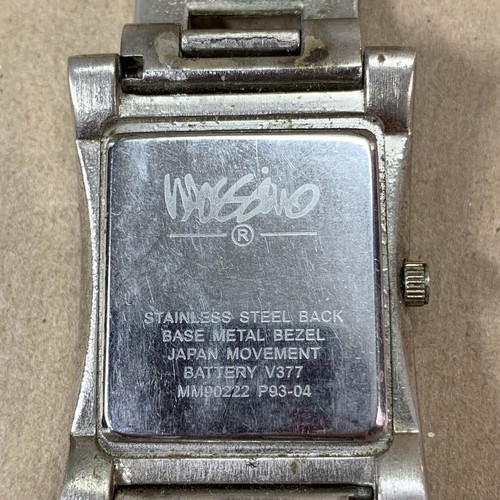 mossimo
®
STAINLESS STEEL BACK
BASE METAL BEZEL
JAPAN MOVEMENT
BATTERY V377
MM90222 P93-04